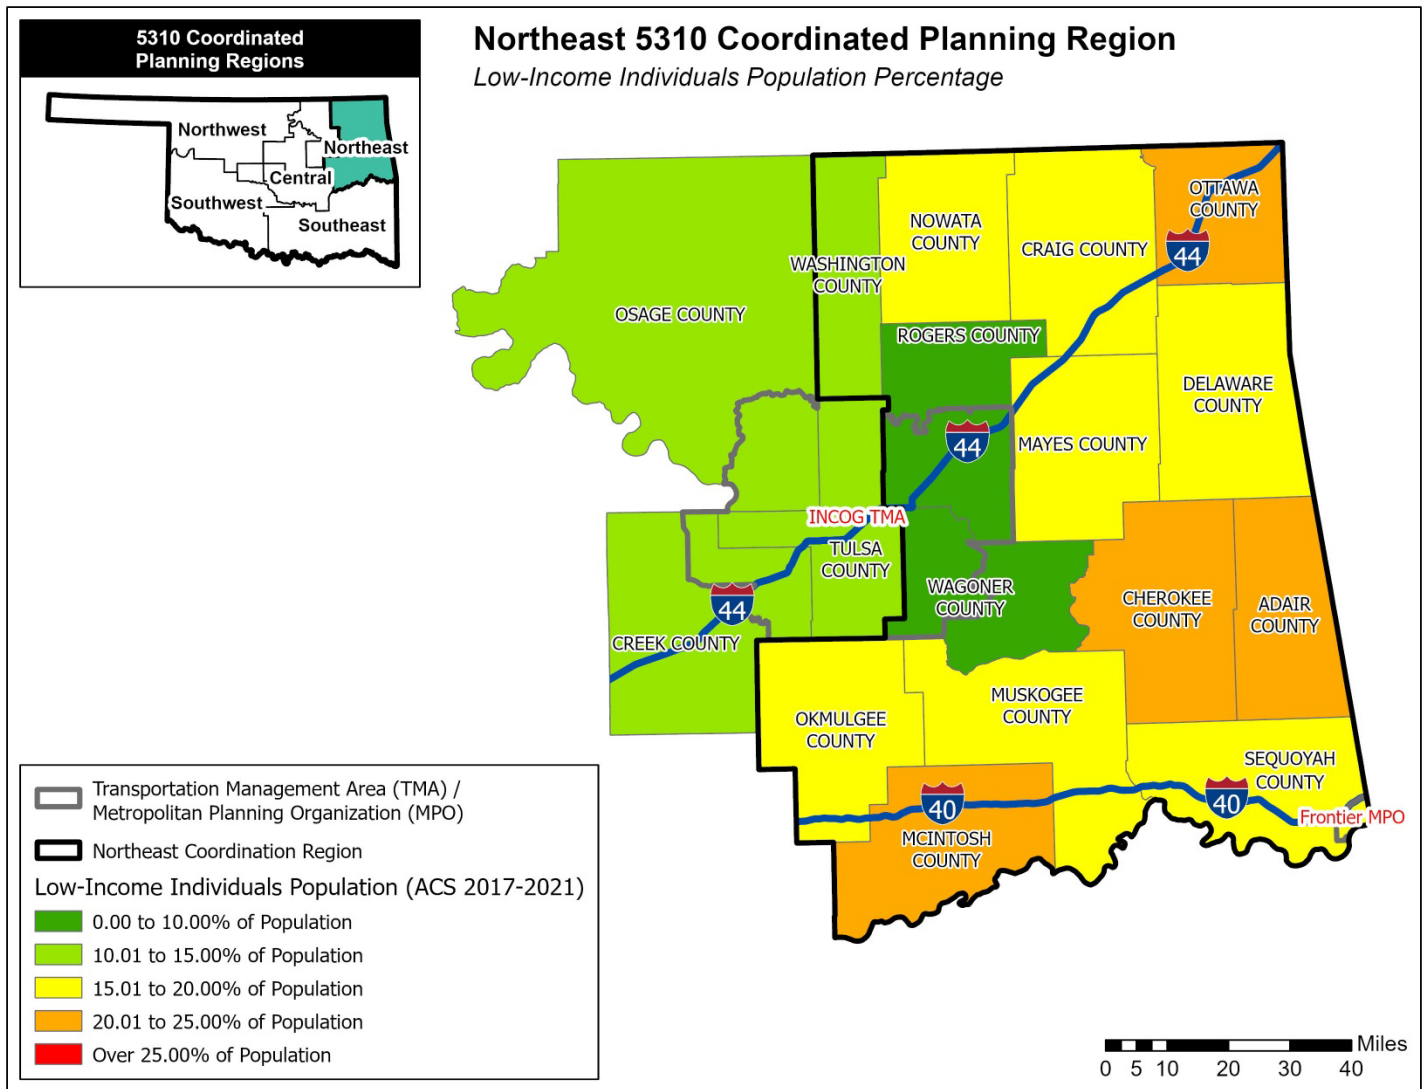 5310 Coordinated
Planning Regions
Northwest
Northeast
Central
Southwest
Southeast
Northeast 5310 Coordinated Planning Region
Low-Income Individuals Population Percentage
OTTAWA
COUNTY
NOWATA
COUNTY
CRAIG COUNTY
44
WASHINGTON
COUNTY
OSAGE COUNTY
ROGERS COUNTY
DELAWARE
COUNTY
44
MAYES COUNTY
INCOG TMA
TULSA
COUNTY
WAGONER
COUNTY
CHEROKEE
COUNTY
ADAIR
COUNTY
44
CREEK COUNTY
OKMULGEE
COUNTY
MUSKOGEE
COUNTY
SEQUOYAH
COUNTY
40
40
Frontier MPO
MCINTOSH
COUNTY
Transportation Management Area (TMA) /
Metropolitan Planning Organization (MPO)
Northeast Coordination Region
Low-Income Individuals Population (ACS 2017-2021)
0.00 to 10.00% of Population
10.01 to 15.00% of Population
15.01 to 20.00% of Population
20.01 to 25.00% of Population
Over 25.00% of Population
Miles
0 5 10 20 30 40